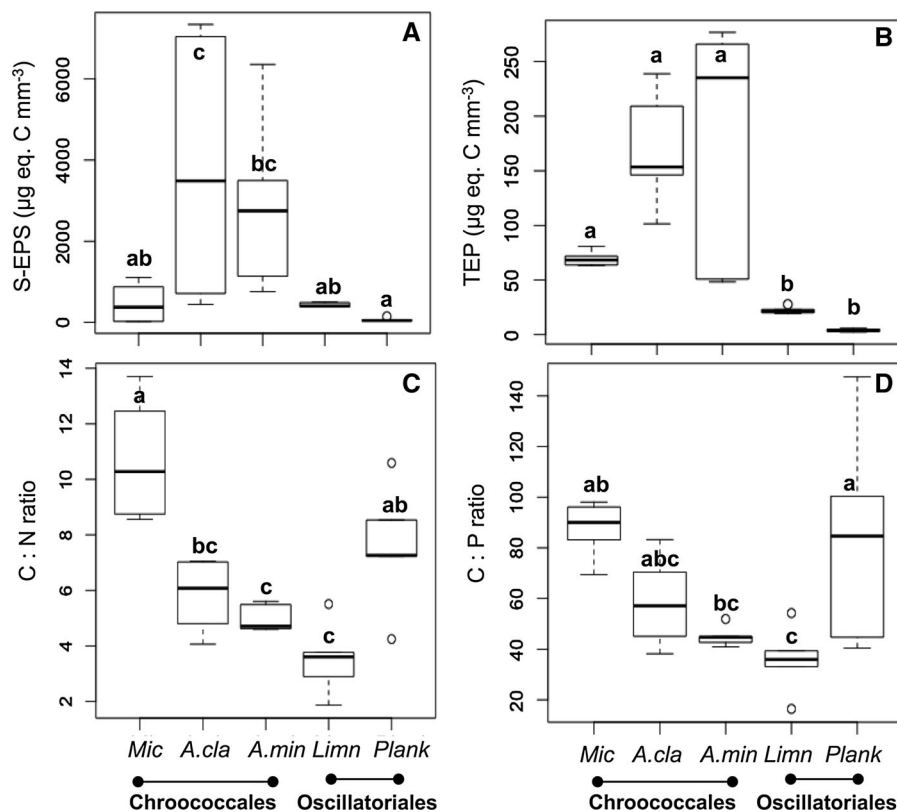 A
S-EPS (µg eq. C mm-3)
6000
4000
2000
0
ab
c
bc
ab
a
B
TEP (µg eq. C mm-3)
250
200
150
100
50
0
a
a
a
b
b
C
C : N ratio
14
12
10
8
6
4
2
a
bc
c
c
ab
Mic A.cla A.min Limn Plank
Chroococcales Oscillatoriales
D
C : P ratio
140
120
100
80
60
40
20
ab
abc
bc
c
a
Mic A.cla A.min Limn Plank
Chroococcales Oscillatoriales